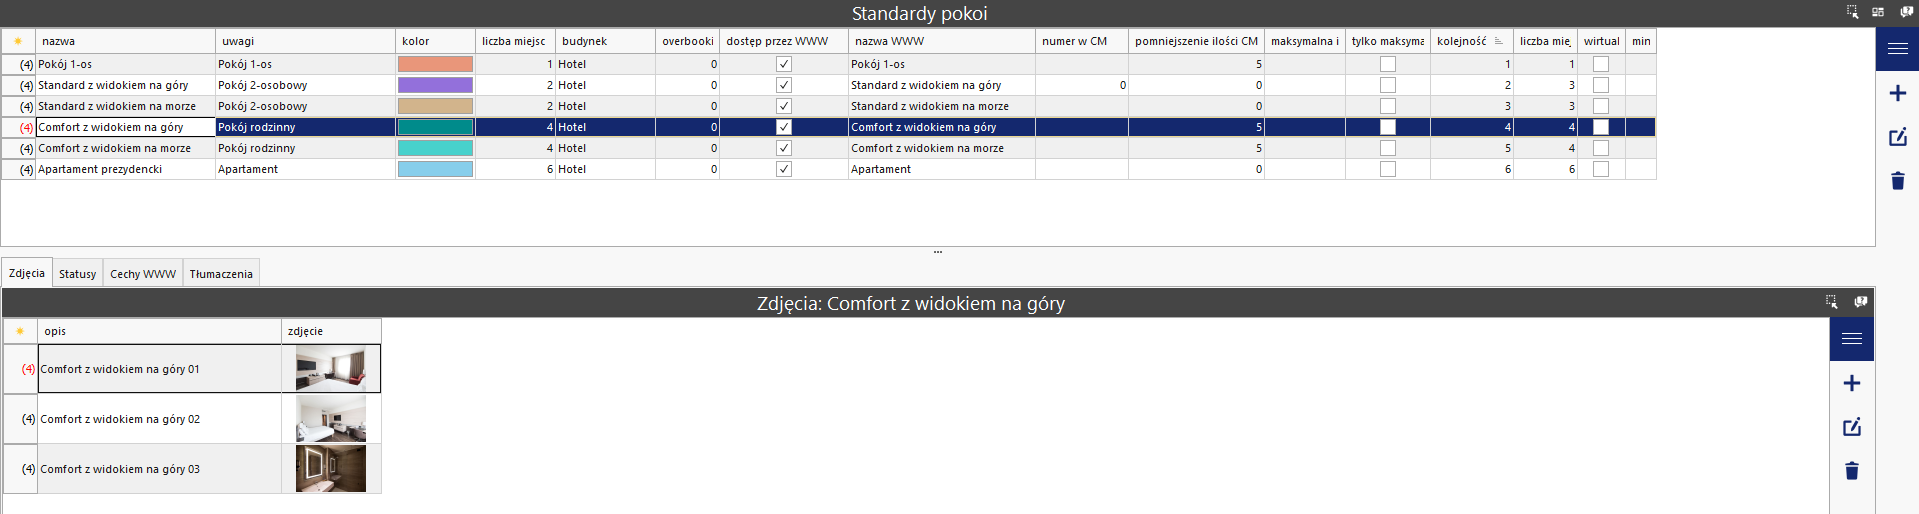 Standardy pokoi
nazwa uwagi kolor liczba miejsc budynek overbooki dostęp przez WWW nazwa WWW numer w CM pomniejszenie ilości CM maksymalna i tylko maksyma kolejność liczba mię wirtual min
(4) Pokój 1-os Pokój 1-os 1 Hotel 0 Pokój 1-os 5 1 1
(4) Standard z widokiem na góry Pokój 2-osobowy 2 Hotel 0 Standard z widokiem na góry 0 0 2 3
(4) Standard z widokiem na morze Pokój 2-osobowy 2 Hotel 0 Standard z widokiem na morze 0 3 3
(4) Comfort z widokiem na góry Pokój rodzinny 4 Hotel 0 Comfort z widokiem na góry 5 4 4
(4) Comfort z widokiem na morze Pokój rodzinny 4 Hotel 0 Comfort z widokiem na morze 5 5 4
(4) Apartament prezydencki Apartament 6 Hotel 0 Apartament 0 6 6
Zdjęcia Statusy Cechy WWW Tłumaczenia
Zdjęcia: Comfort z widokiem na góry
opis zdjęcie
(4) Comfort z widokiem na góry 01
(4) Comfort z widokiem na góry 02
(4) Comfort z widokiem na góry 03